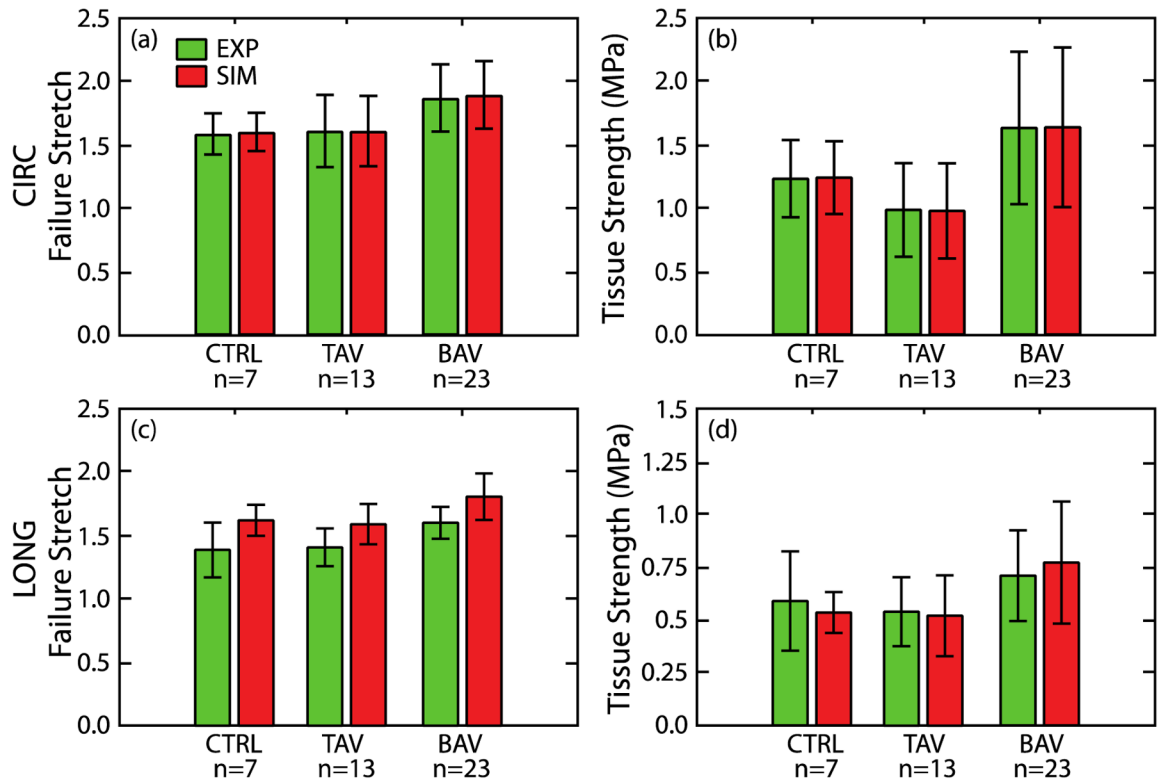 (a)
EXP
SIM
CIRC
Failure Stretch
2.5
2.0
1.5
1.0
0.5
0.0
CTRL
n=7
TAV
n=13
BAV
n=23
(b)
Tissue Strength (MPa)
2.5
2.0
1.5
1.0
0.5
0.0
CTRL
n=7
TAV
n=13
BAV
n=23
(c)
LONG
Failure Stretch
2.5
2.0
1.5
1.0
0.5
0.0
CTRL
n=7
TAV
n=13
BAV
n=23
(d)
Tissue Strength (MPa)
1.5
1.25
1.0
0.75
0.5
0.25
0.0
CTRL
n=7
TAV
n=13
BAV
n=23